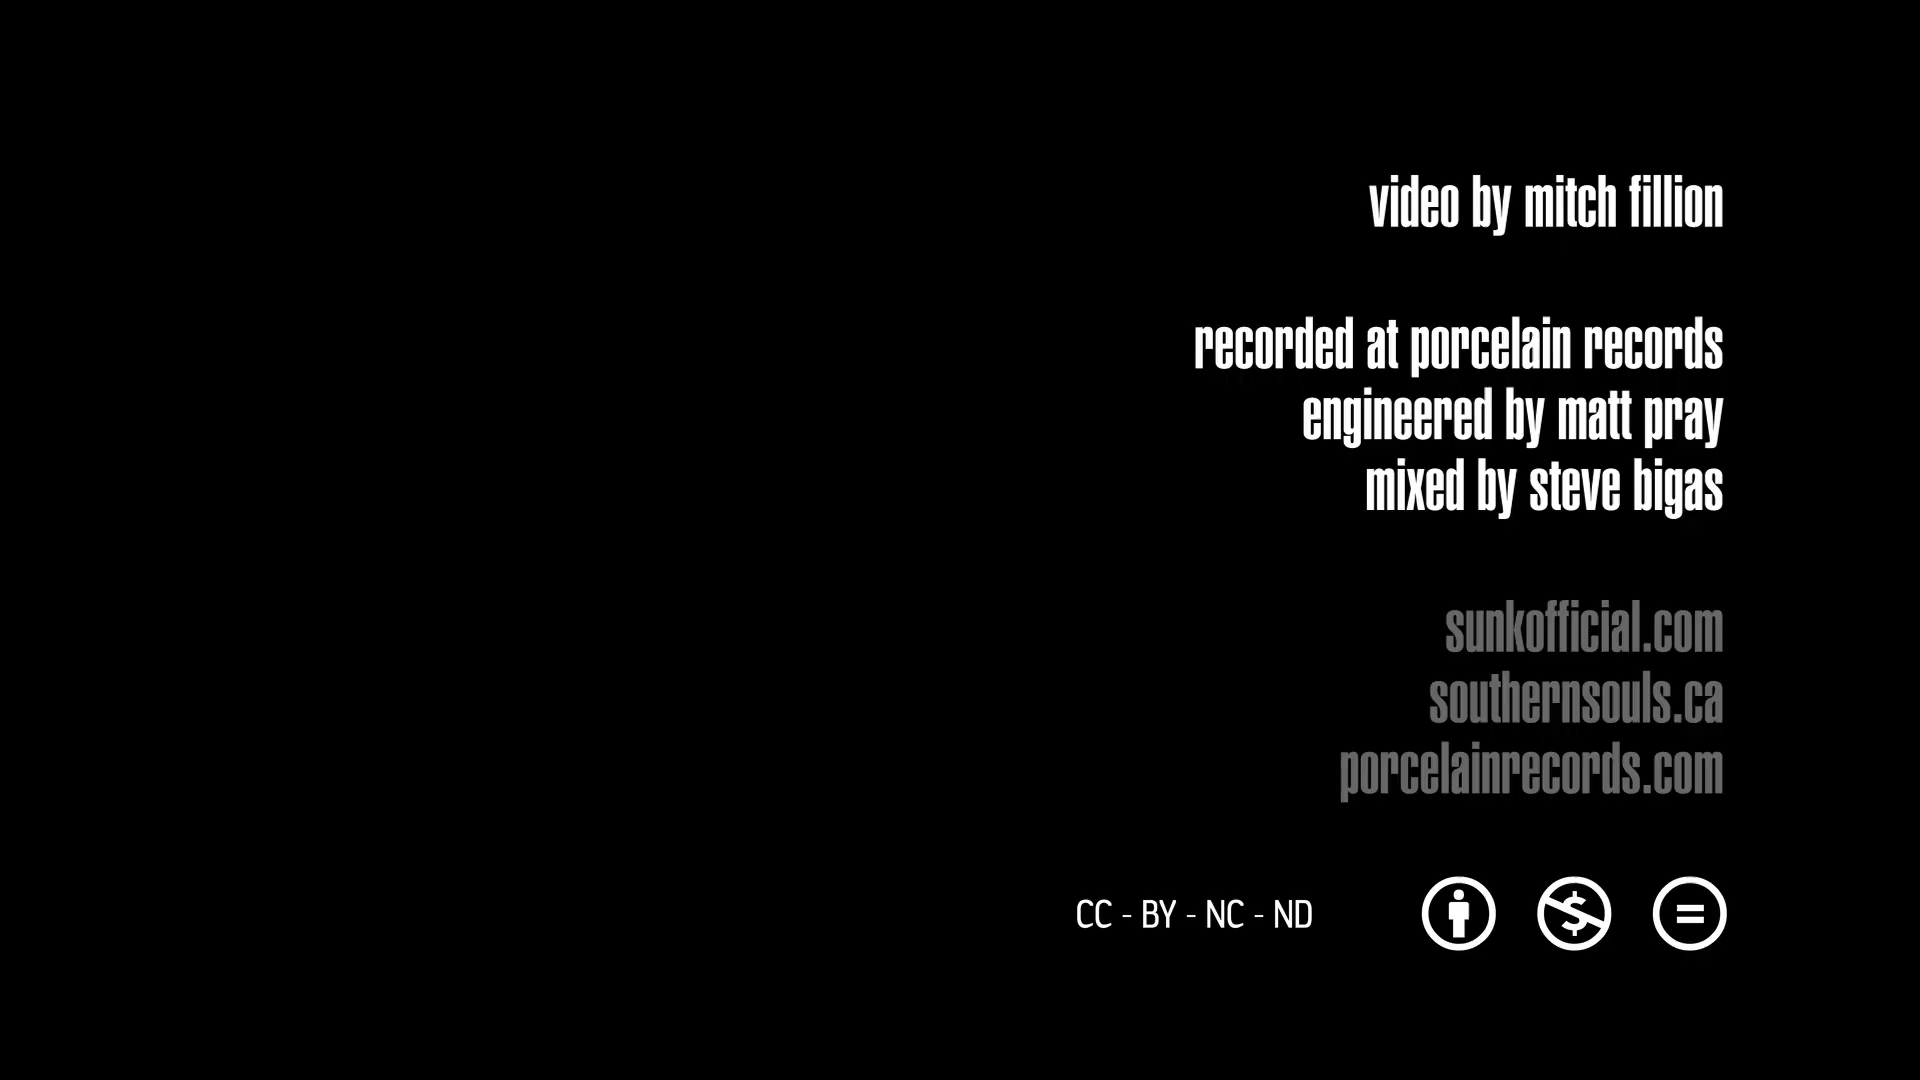 video by mitch fillion
recorded at porcelain records
engineered by matt pray
mixed by steve bigas
sunkofficial.com
southernsouls.ca
porcelainrecords.com
CC - BY - NC - ND